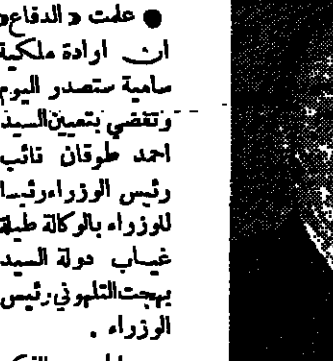 ● علمت « الدفاع»
ان ارادة ملكية
سامية ستصدر اليوم
وتقضي بتعيين السيد
احمد طوقان نائب
رئيس الوزراء رئيسا
للوزراء بالوكالة طيلة
غياب دولة السيد
بهجت التلهوني رئيس
الوزراء .